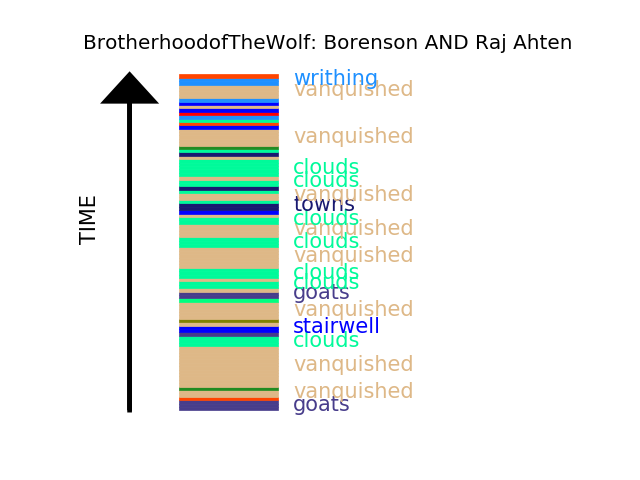 BrotherhoodofTheWolf: Borenson AND Raj Ahten
TIME
writhing
vanquished
vanquished
clouds
clouds
vanquished
towns
clouds
vanquished
clouds
vanquished
clouds
clouds
goats
vanquished
stairwell
clouds
vanquished
vanquished
goats